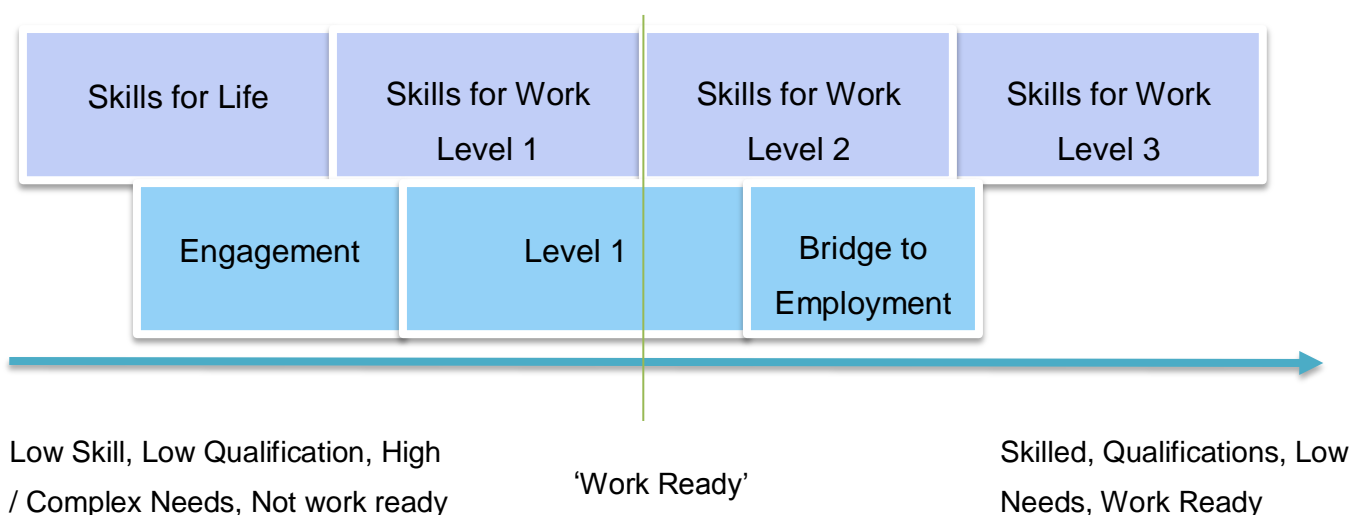 Skills for Life
Skills for Work
Level 1
Skills for Work
Level 2
Skills for Work
Level 3
Engagement
Level 1
Bridge to
Employment
Low Skill, Low Qualification, High
/ Complex Needs, Not work ready
‘Work Ready’
Skilled, Qualifications, Low
Needs, Work Ready